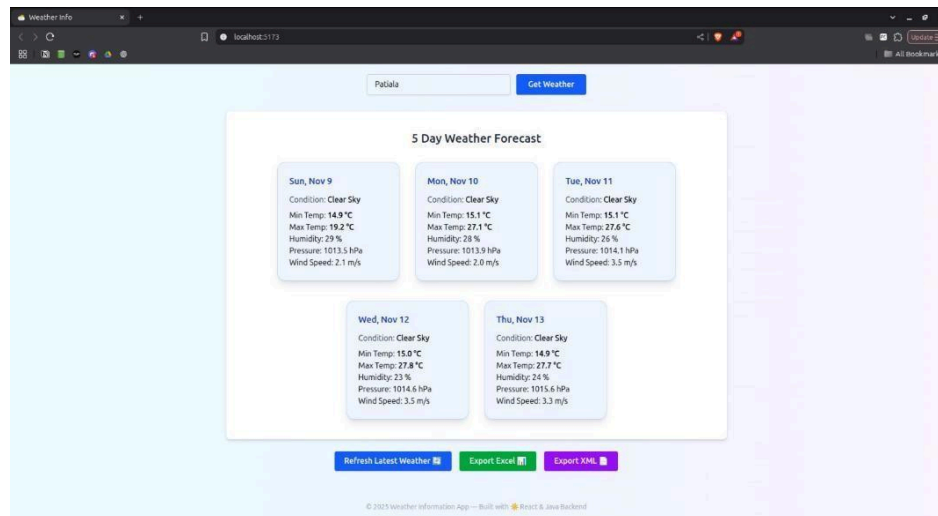 Weather Info
localhost:5173
Update
All Bookmark
Patiala
Get Weather
5 Day Weather Forecast
Sun, Nov 9
Condition: Clear Sky
Min Temp: 14.9 °C
Max Temp: 19.2 °C
Humidity: 29 %
Pressure: 1013.5 hPa
Wind Speed: 2.1 m/s
Mon, Nov 10
Condition: Clear Sky
Min Temp: 15.1 °C
Max Temp: 27.1 °C
Humidity: 28 %
Pressure: 1013.9 hPa
Wind Speed: 2.0 m/s
Tue, Nov 11
Condition: Clear Sky
Min Temp: 15.1 °C
Max Temp: 27.6 °C
Humidity: 26 %
Pressure: 1014.1 hPa
Wind Speed: 3.5 m/s
Wed, Nov 12
Condition: Clear Sky
Min Temp: 15.0 °C
Max Temp: 27.8 °C
Humidity: 23 %
Pressure: 1014.6 hPa
Wind Speed: 3.5 m/s
Thu, Nov 13
Condition: Clear Sky
Min Temp: 14.9 °C
Max Temp: 27.7 °C
Humidity: 24 %
Pressure: 1015.6 hPa
Wind Speed: 3.3 m/s
Refresh Latest Weather
Export Excel
Export XML
© 2025 Weather Information App — Built with ☀️ React & Java Backend